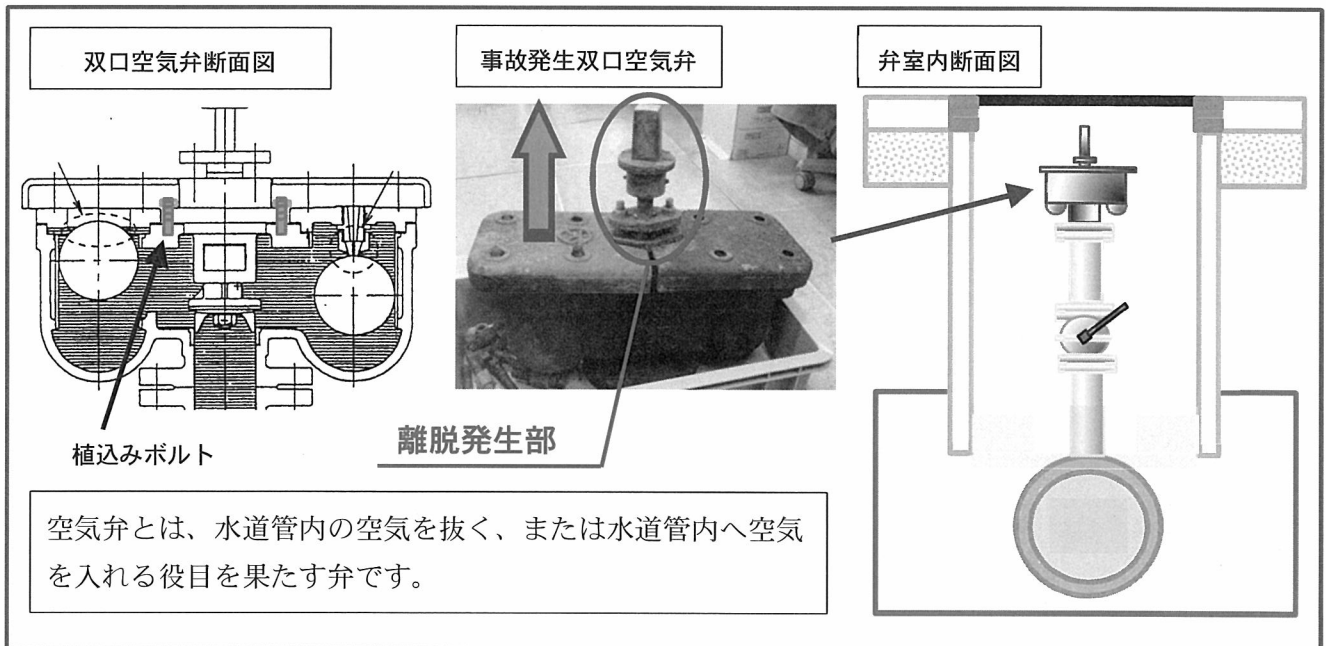 双口空気弁断面図
事故発生双口空気弁
弁室内断面図
植込みボルト
離脱発生部
空気弁とは、水道管内の空気を抜く、または水道管内へ空気
を入れる役目を果たす弁です。